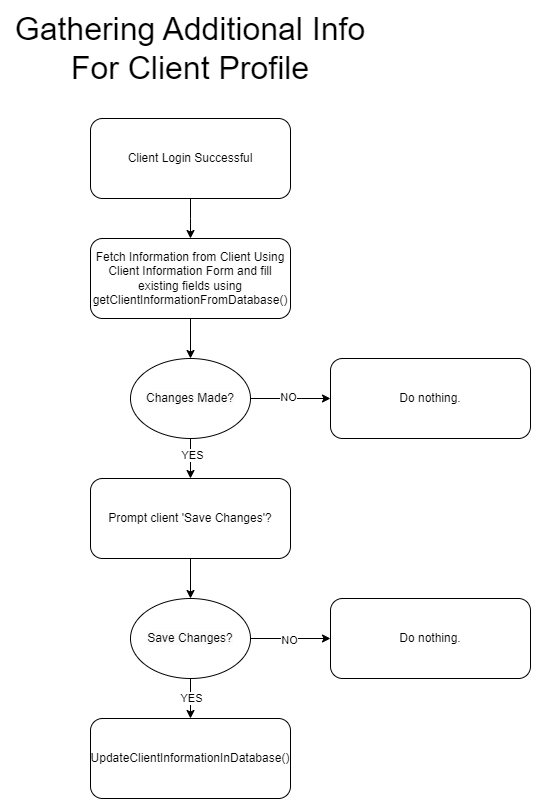 Gathering Additional Info
For Client Profile
Client Login Successful
Fetch Information from Client Using
Client Information Form and fill
existing fields using
getClientInformationFromDatabase()
Changes Made?
NO
Do nothing.
YES
Prompt client 'Save Changes'?
Save Changes?
NO
Do nothing.
YES
UpdateClientInformationInDatabase()